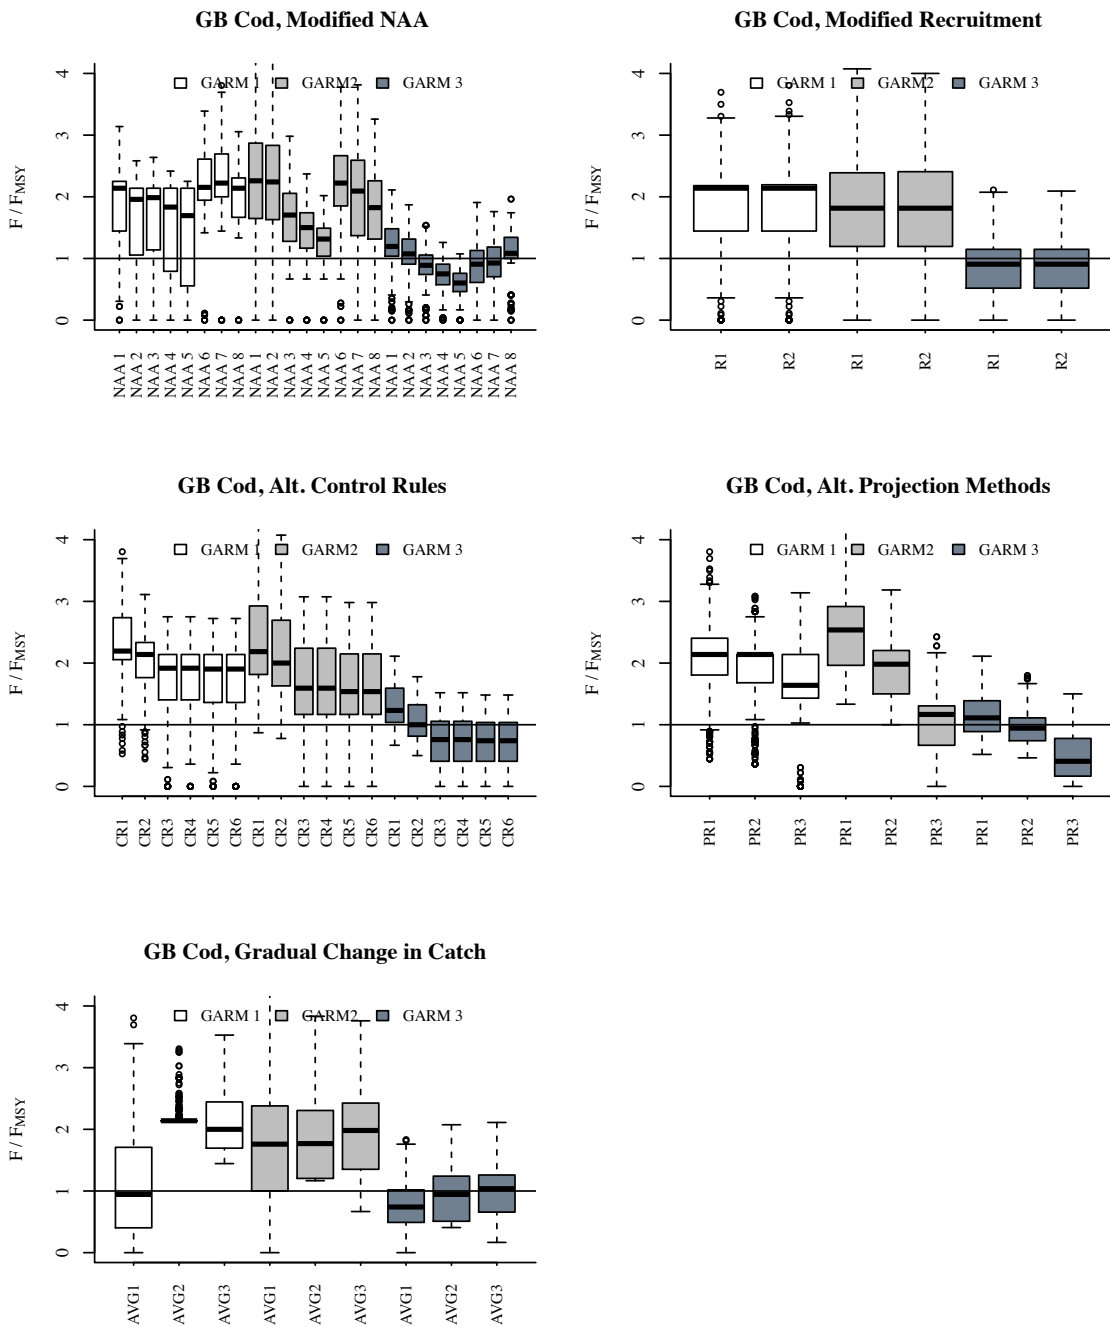 GB Cod, Modified NAA
F / FMSY
0 1 2 3 4
GARM 1 GARM2 GARM 3
NAA 1 NAA 2 NAA 3 NAA 4 NAA 5 NAA 6 NAA 7 NAA 8 NAA 1 NAA 2 NAA 3 NAA 4 NAA 5 NAA 6 NAA 7 NAA 8 NAA 1 NAA 2 NAA 3 NAA 4 NAA 5 NAA 6 NAA 7 NAA 8
GB Cod, Modified Recruitment
F / FMSY
0 1 2 3 4
GARM 1 GARM2 GARM 3
R1 R2 R1 R2 R1 R2
GB Cod, Alt. Control Rules
F / FMSY
0 1 2 3 4
GARM 1 GARM2 GARM 3
CR1 CR2 CR3 CR4 CR5 CR6 CR1 CR2 CR3 CR4 CR5 CR6 CR1 CR2 CR3 CR4 CR5 CR6
GB Cod, Alt. Projection Methods
F / FMSY
0 1 2 3 4
GARM 1 GARM2 GARM 3
PR1 PR2 PR3 PR1 PR2 PR3 PR1 PR2 PR3
GB Cod, Gradual Change in Catch
F / FMSY
0 1 2 3 4
GARM 1 GARM2 GARM 3
AVG1 AVG2 AVG3 AVG1 AVG2 AVG3 AVG1 AVG2 AVG3